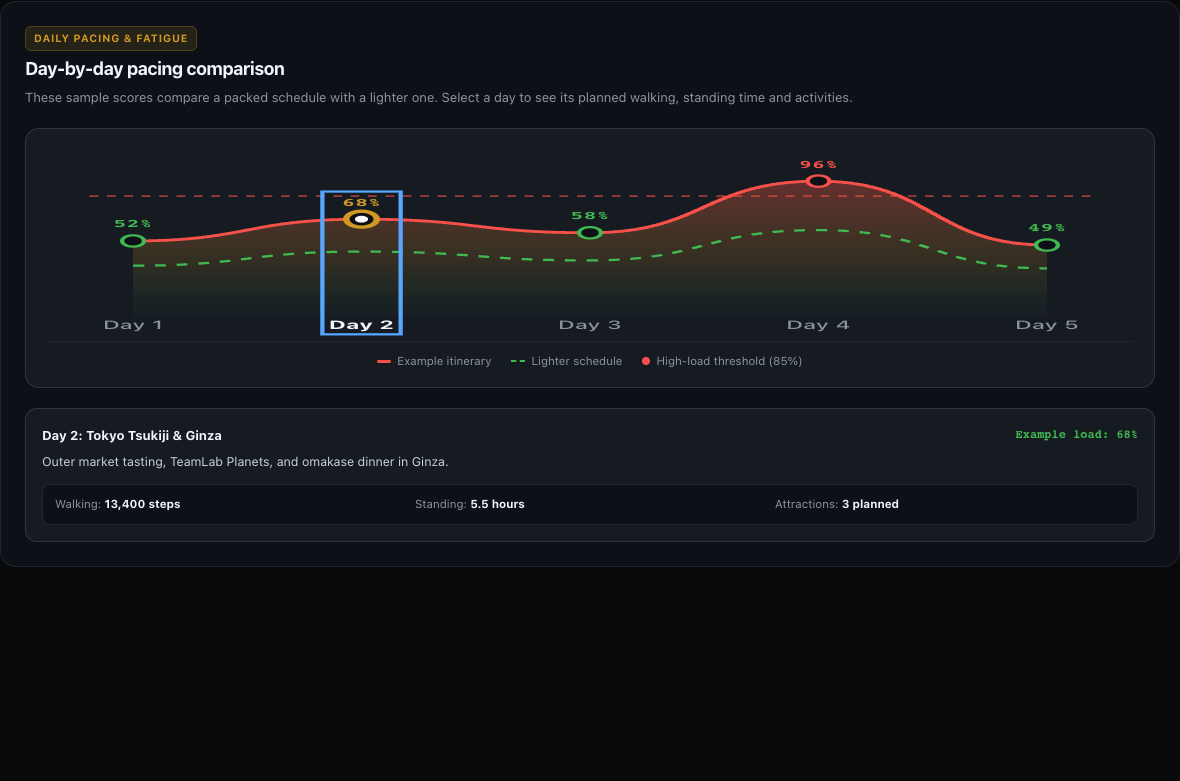 DAILY PACING & FATIGUE
Day-by-day pacing comparison
These sample scores compare a packed schedule with a lighter one. Select a day to see its planned walking, standing time and activities.
96%
68%
58%
52%
49%
Day 1
Day 2
Day 3
Day 4
Day 5
Example itinerary
Lighter schedule
High-load threshold (85%)
Day 2: Tokyo Tsukiji & Ginza
Example load: 68%
Outer market tasting, TeamLab Planets, and omakase dinner in Ginza.
Walking: 13,400 steps
Standing: 5.5 hours
Attractions: 3 planned